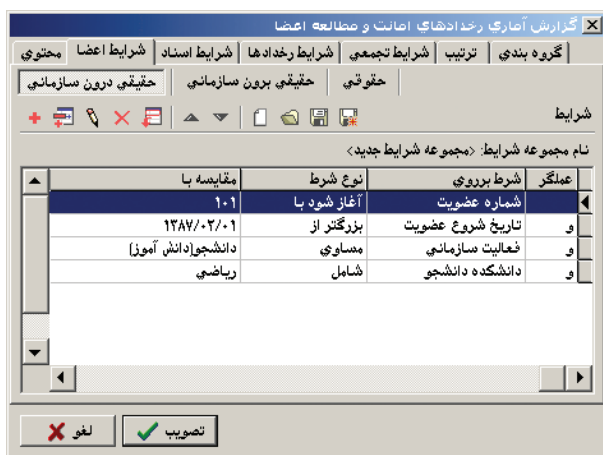 گزارش آماري رخدادهاي امانت و مطالعه اعضا
گروه بندي ترتيب شرايط تجمعي شرايط رخدادها شرايط اسناد شرايط اعضا محتوي
حقوقي حقيقي برون سازماني حقيقي درون سازماني
شرايط
نام مجموعه شرايط: <مجموعه شرايط جديد>
عملگر شرط برروي نوع شرط مقايسه با
شماره عضويت آغاز شود با ۱۰۱
و تاريخ شروع عضويت بزرگتر از ۱۳۸۷/۰۲/۰۱
و فعاليت سازماني مساوي دانشجو(دانش آموز)
و دانشكده دانشجو شامل رياضي
تصويب لغو